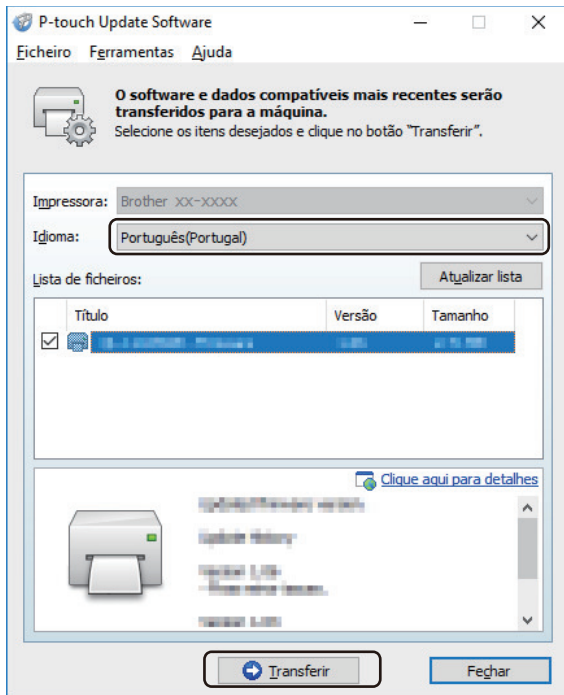 P-touch Update Software
Ficheiro Ferramentas Ajuda
O software e dados compatíveis mais recentes serão
transferidos para a máquina.
Selecione os itens desejados e clique no botão "Transferir".
Impressora: Brother XX-XXXX
Idioma: Português(Portugal)
Lista de ficheiros: Atualizar lista
Título Versão Tamanho
Clique aqui para detalhes
Transferir Fechar